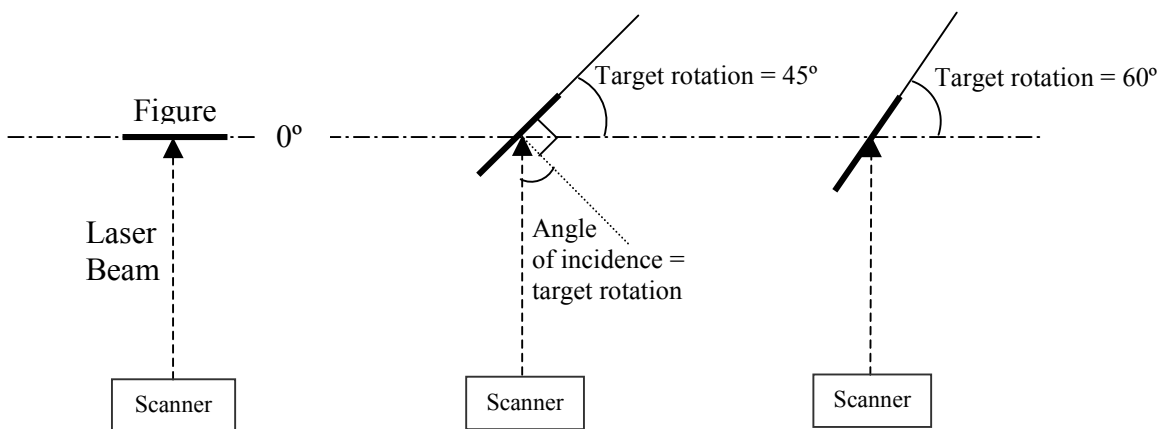 Figure
0º
Laser
Beam
Scanner
Target rotation = 45º
Angle
of incidence =
target rotation
Scanner
Target rotation = 60º
Scanner